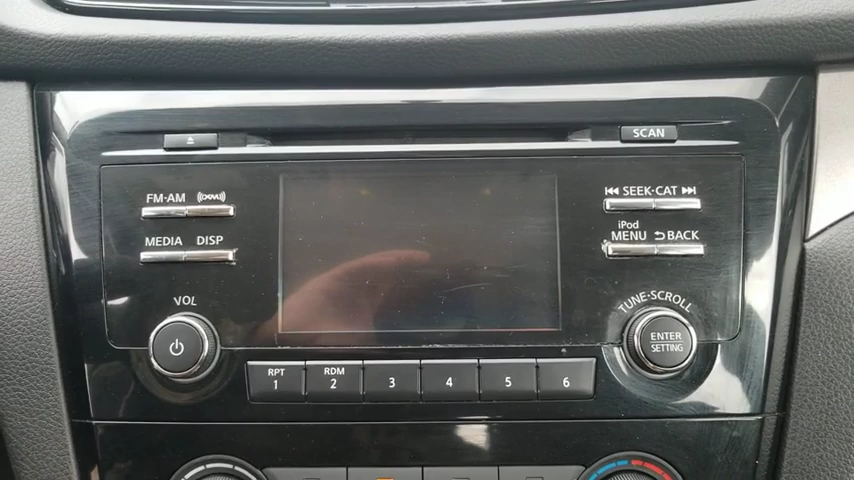 SCAN
FM·AM
SEEK·CAT
MEDIA DISP
iPod
MENU BACK
VOL
TUNE·SCROLL
ENTER
SETTING
RPT
1
RDM
2
3
4
5
6